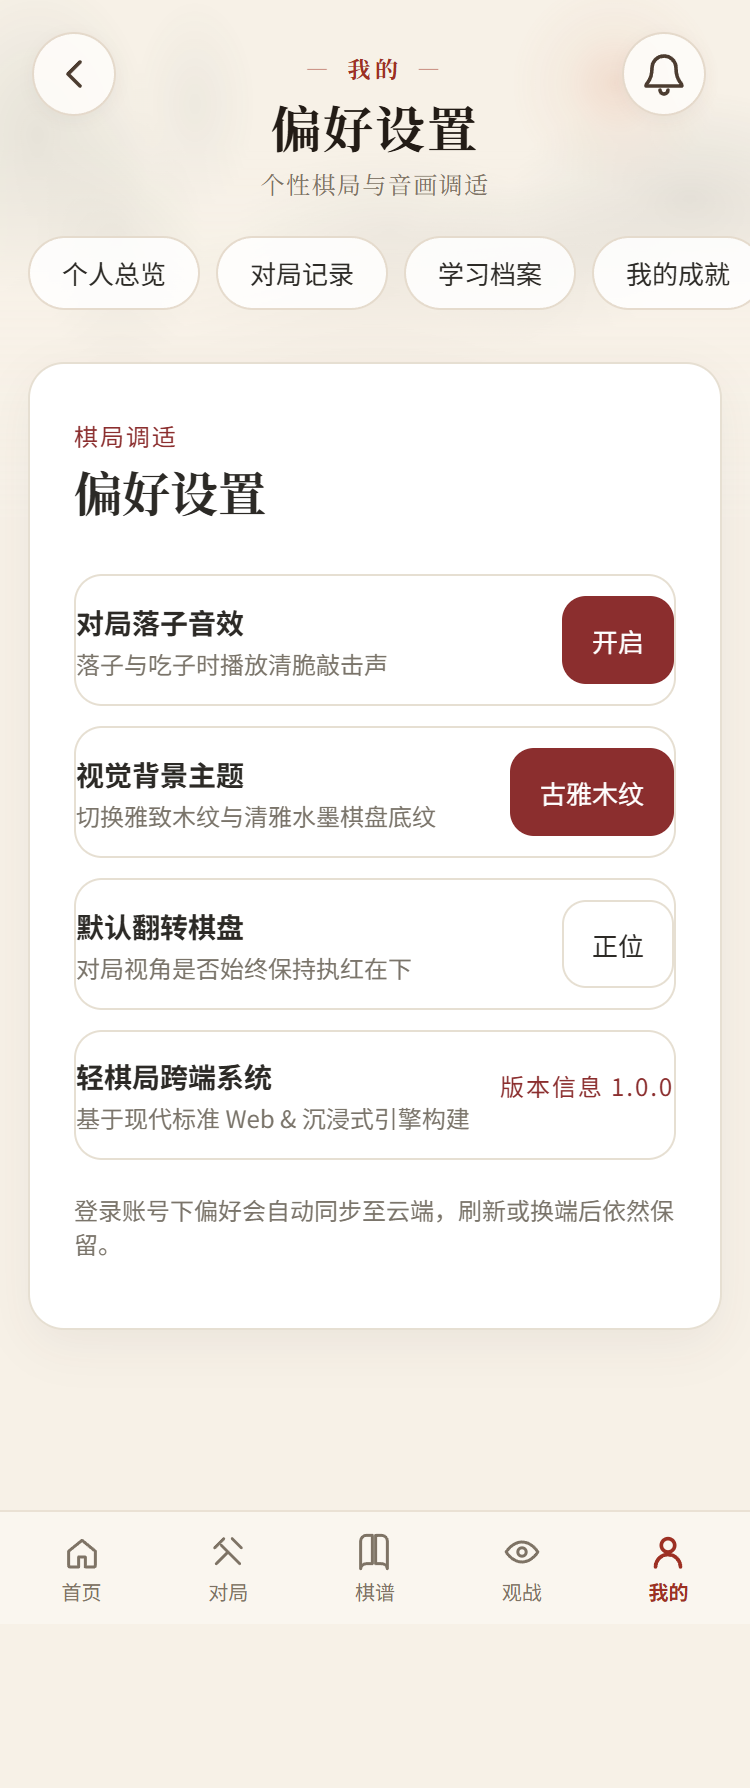 — 我的 —
偏好设置
个性棋局与音画调适
个人总览 对局记录 学习档案 我的成就
棋局调适
偏好设置
对局落子音效
落子与吃子时播放清脆敲击声
开启
视觉背景主题
切换雅致木纹与清雅水墨棋盘底纹
古雅木纹
默认翻转棋盘
对局视角是否始终保持执红在下
正位
轻棋局跨端系统
基于现代标准 Web & 沉浸式引擎构建
版本信息 1.0.0
登录账号下偏好会自动同步至云端，刷新或换端后依然保
留。
首页 对局 棋谱 观战 我的